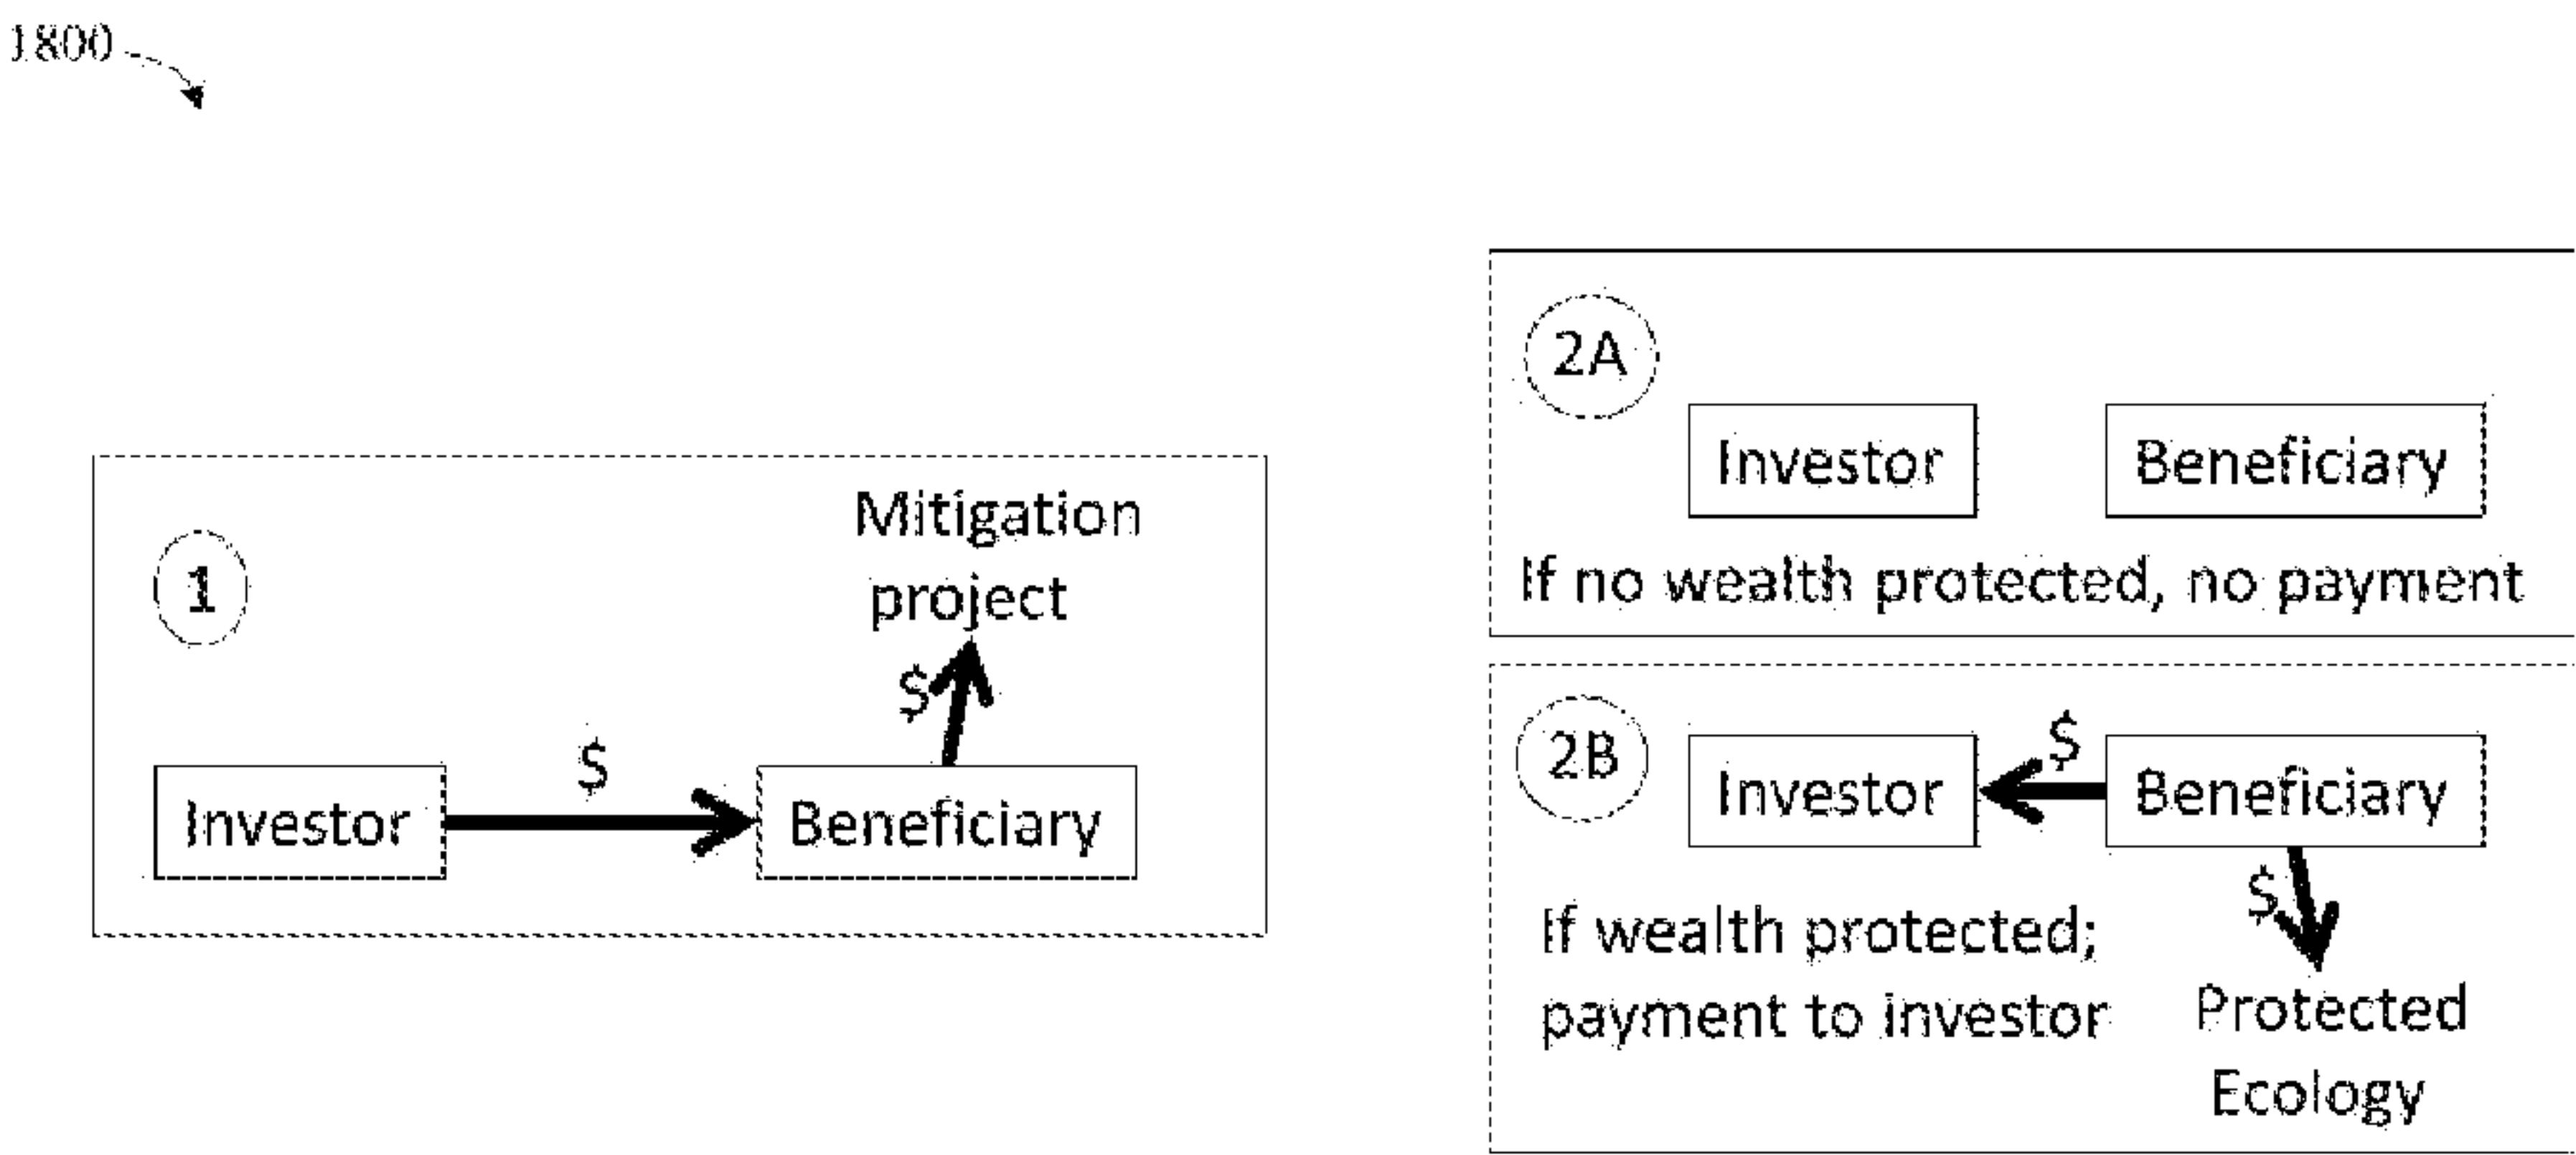 1800
1
Mitigation
project
$
$
Investor
Beneficiary
2A
Investor
Beneficiary
If no wealth protected, no payment
2B
Investor
$
Beneficiary
$
If wealth protected;
payment to investor
Protected
Ecology